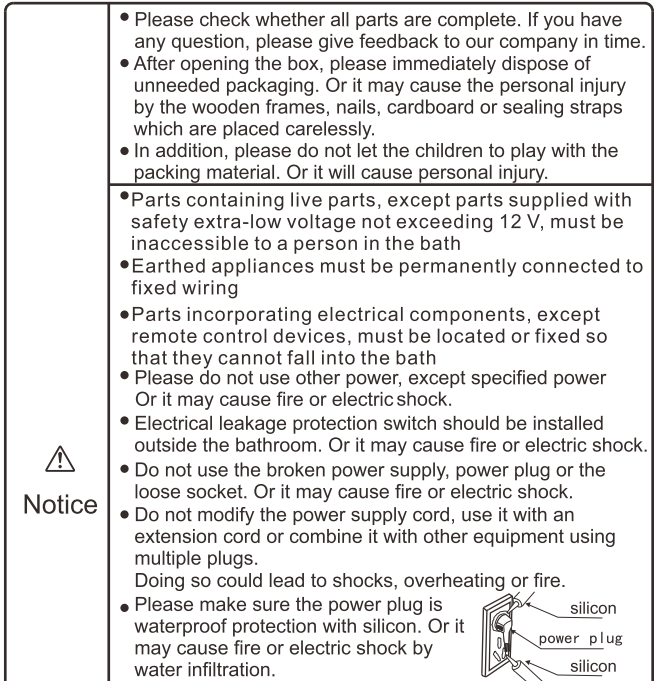 • Please check whether all parts are complete. If you have
any question, please give feedback to our company in time.
• After opening the box, please immediately dispose of
unneeded packaging. Or it may cause the personal injury
by the wooden frames, nails, cardboard or sealing straps
which are placed carelessly.
• In addition, please do not let the children to play with the
packing material. Or it will cause personal injury.
• Parts containing live parts, except parts supplied with
safety extra-low voltage not exceeding 12 V, must be
inaccessible to a person in the bath
• Earthed appliances must be permanently connected to
fixed wiring
• Parts incorporating electrical components, except
remote control devices, must be located or fixed so
that they cannot fall into the bath
• Please do not use other power, except specified power
Or it may cause fire or electric shock.
• Electrical leakage protection switch should be installed
outside the bathroom. Or it may cause fire or electric shock.
• Do not use the broken power supply, power plug or the
loose socket. Or it may cause fire or electric shock.
• Do not modify the power supply cord, use it with an
extension cord or combine it with other equipment using
multiple plugs.
Doing so could lead to shocks, overheating or fire.
• Please make sure the power plug is
waterproof protection with silicon. Or it
may cause fire or electric shock by
water infiltration.
silicon
power plug
silicon
Notice